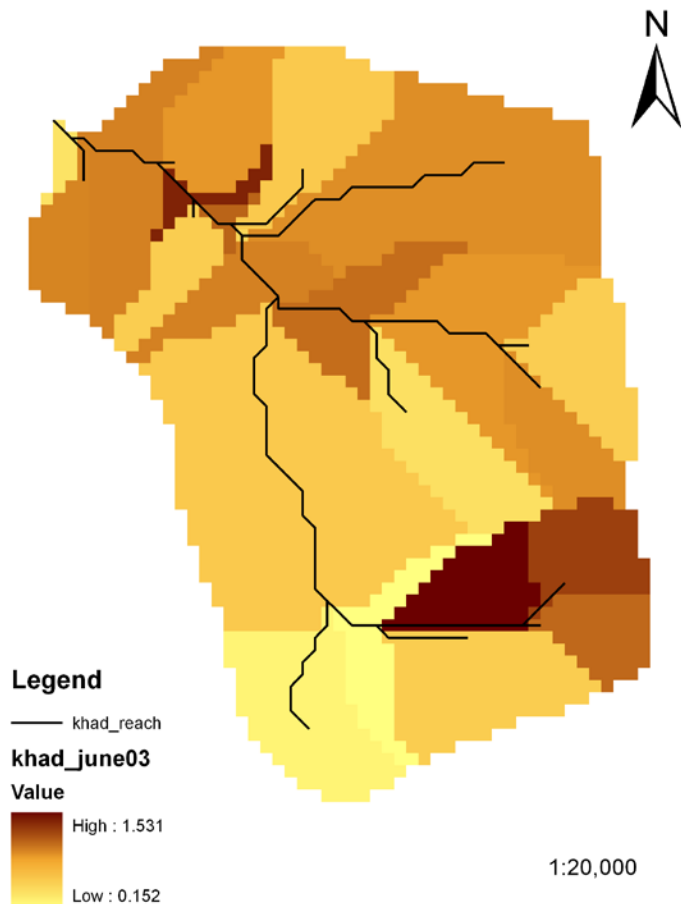 N
Legend
khad_reach
khad_june03
Value
High : 1.531
Low : 0.152
1:20,000